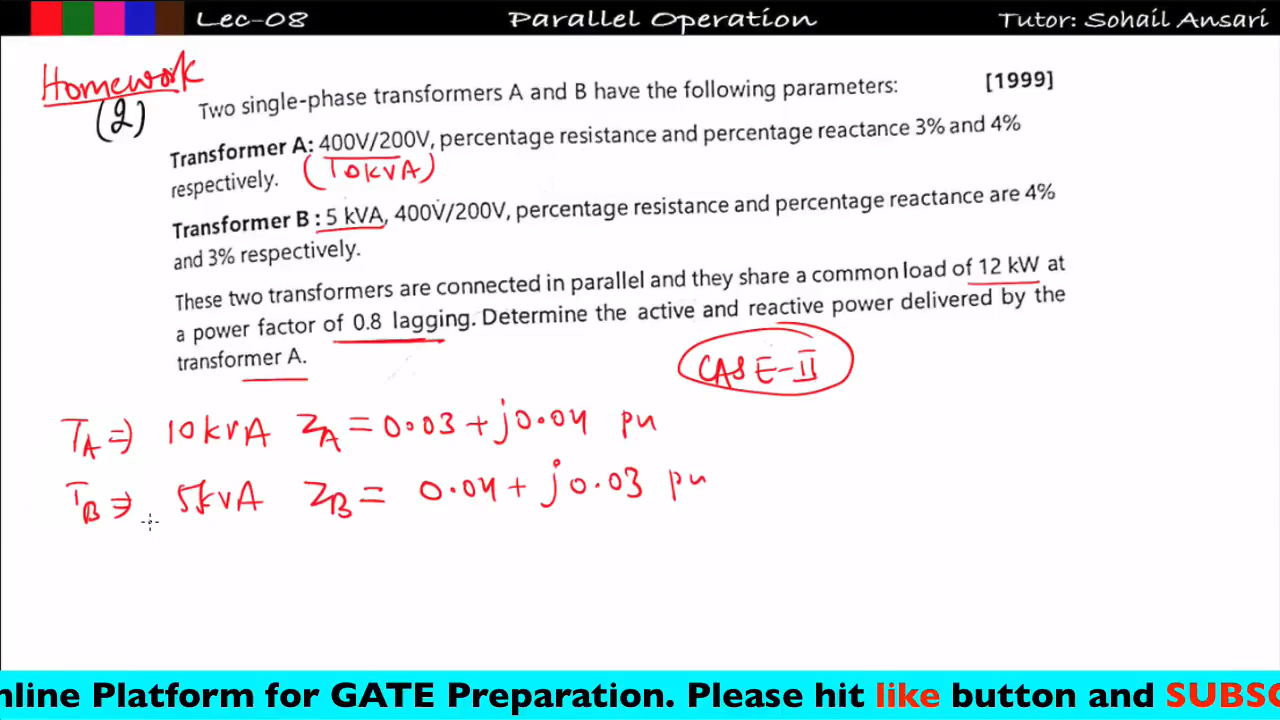 Lec-08 Parallel Operation Tutor: Sohail Ansari
Homework
(2) Two single-phase transformers A and B have the following parameters: [1999]
Transformer A: 400V/200V, percentage resistance and percentage reactance 3% and 4%
respectively. (10kVA)
Transformer B : 5 kVA, 400V/200V, percentage resistance and percentage reactance are 4%
and 3% respectively.
These two transformers are connected in parallel and they share a common load of 12 kW at
a power factor of 0.8 lagging. Determine the active and reactive power delivered by the
transformer A.
CASE-II
TA ⇒ 10kVA ZA = 0.03 + j0.04 pu
TB ⇒ 5kVA ZB = 0.04 + j0.03 pu
nline Platform for GATE Preparation. Please hit like button and SUBSC